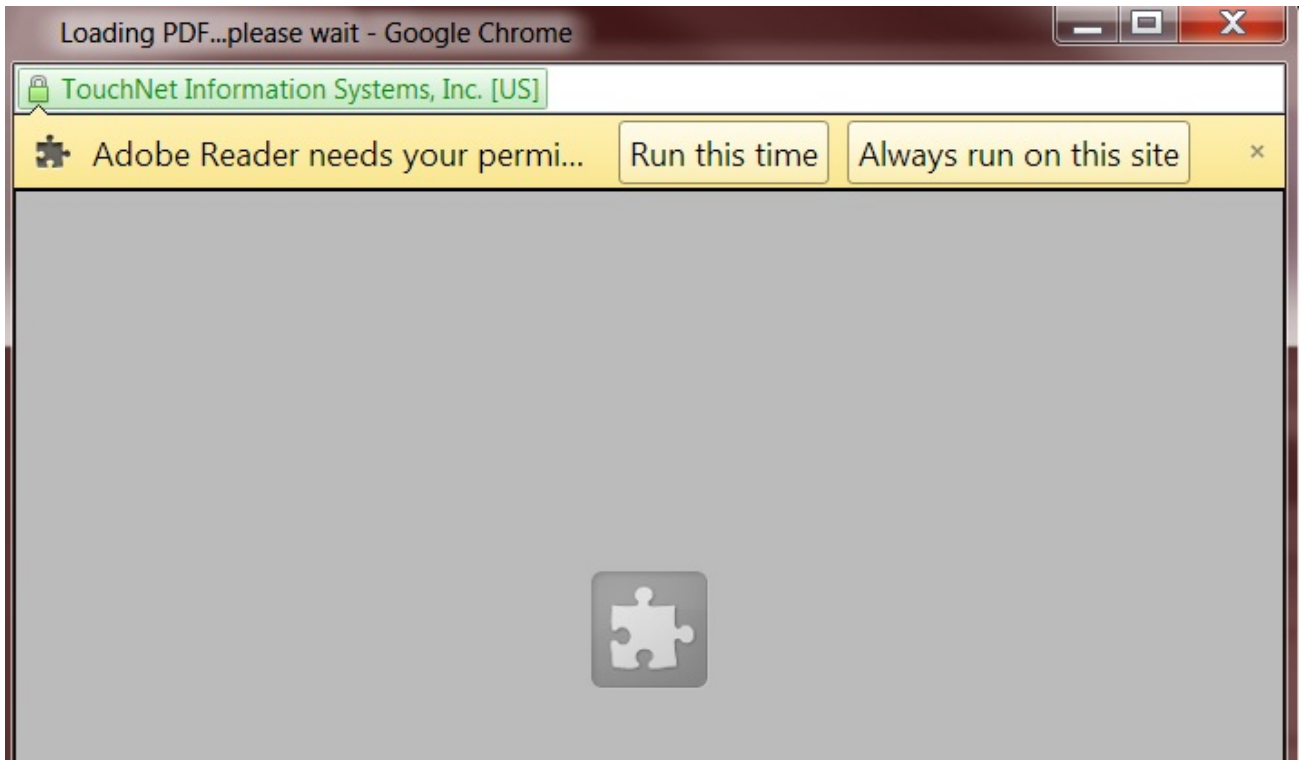 Loading PDF...please wait - Google Chrome
TouchNet Information Systems, Inc. [US]
Adobe Reader needs your permi... Run this time Always run on this site ×